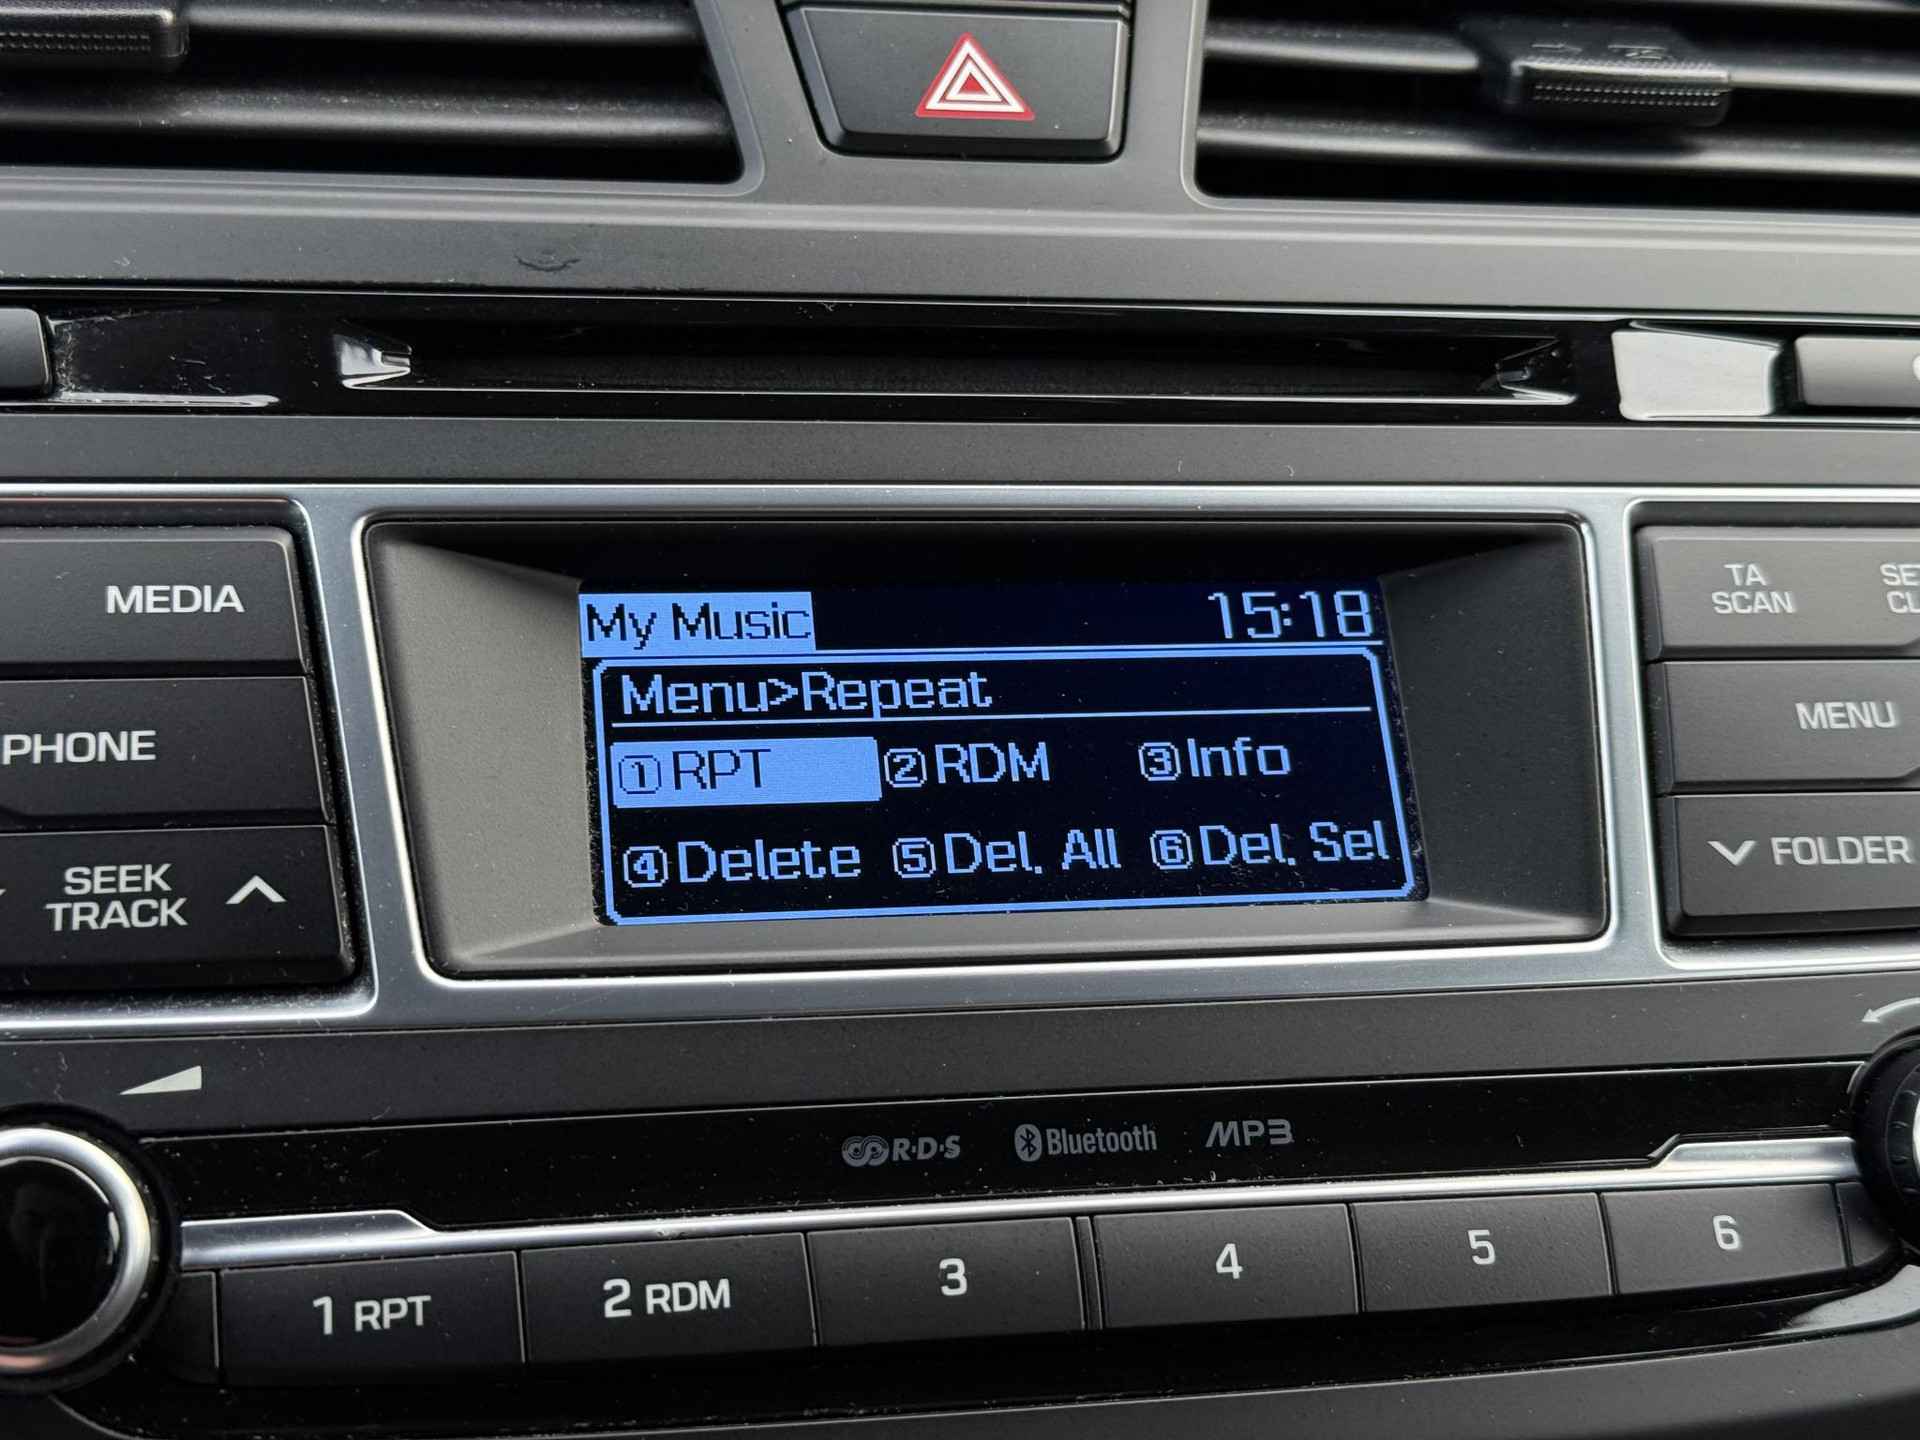 MEDIA
PHONE
SEEK
TRACK
My Music 15:18
Menu>Repeat
①RPT ②RDM ③Info
④Delete ⑤Del. All ⑥Del. Sel
TA
SCAN
MENU
FOLDER
R·D·S Bluetooth MP3
1 RPT 2 RDM 3 4 5 6